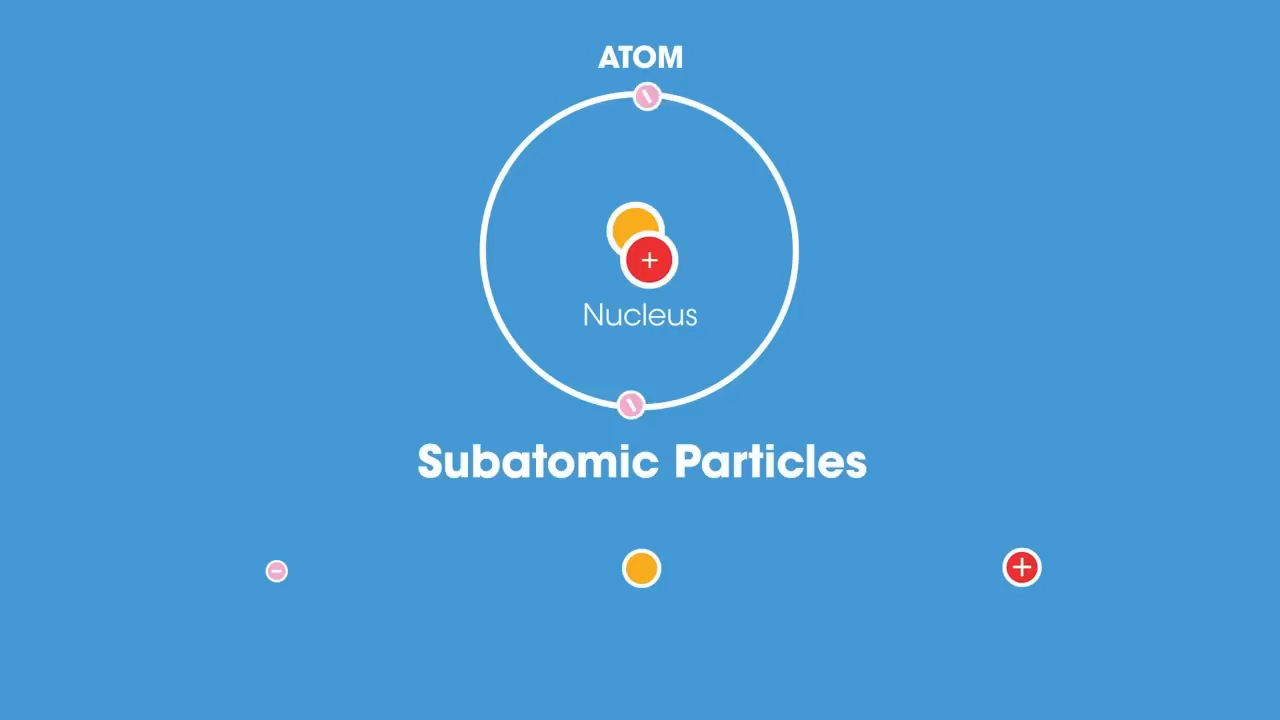 ATOM
+
Nucleus
Subatomic Particles
− +